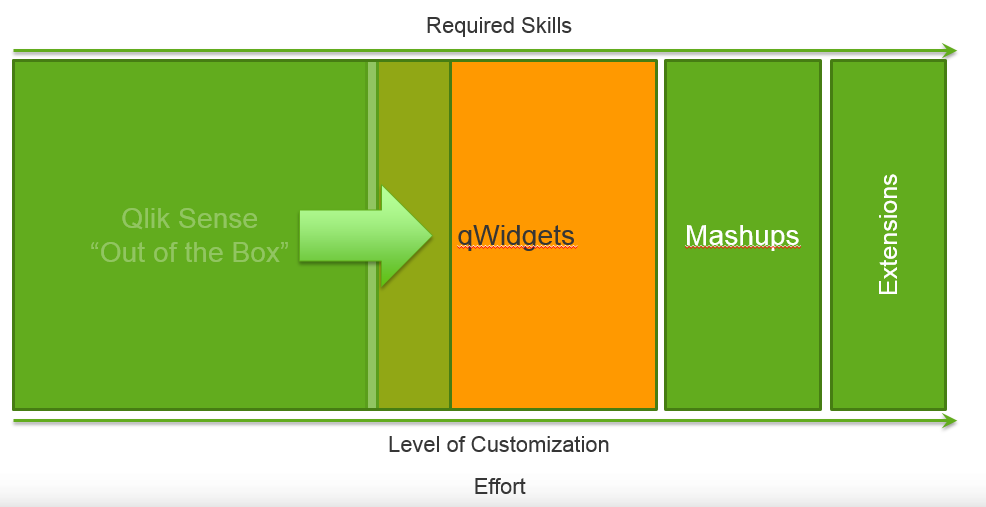 Required Skills
Qlik Sense
“Out of the Box”
qWidgets
Mashups
Extensions
Level of Customization
Effort